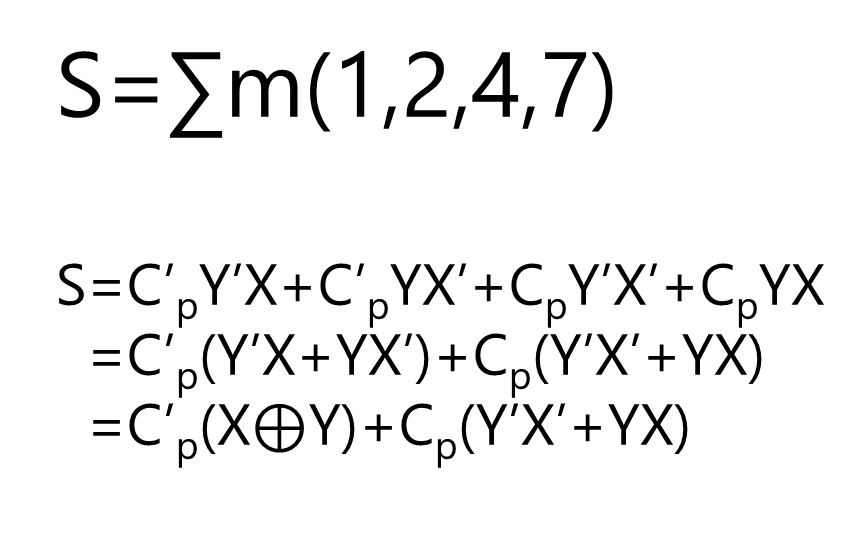 S=∑m(1,2,4,7)
S=C′ₚY′X+C′ₚYX′+CₚY′X′+CₚYX
=C′ₚ(Y′X+YX′)+Cₚ(Y′X′+YX)
=C′ₚ(X⊕Y)+Cₚ(Y′X′+YX)